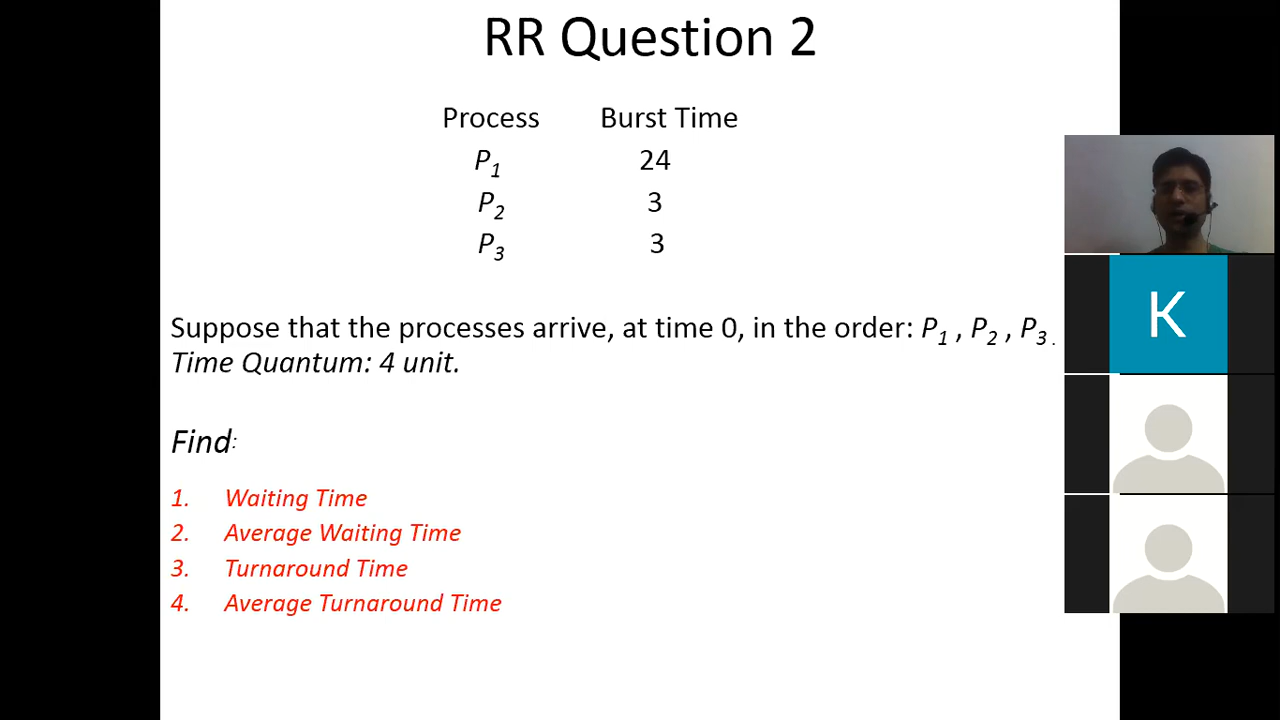 RR Question 2
Process Burst Time
P1 24
P2 3
P3 3
Suppose that the processes arrive, at time 0, in the order: P1 , P2 , P3 .
Time Quantum: 4 unit.
Find:
1. Waiting Time
2. Average Waiting Time
3. Turnaround Time
4. Average Turnaround Time
K